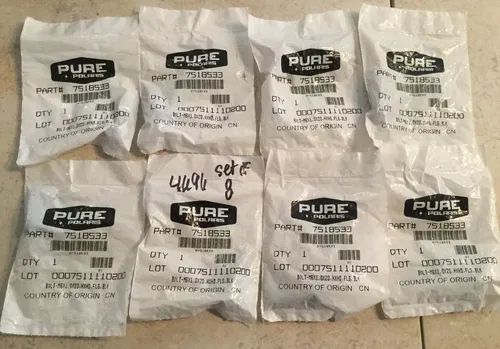 PURE
POLARIS
PART# 7518533
QTY 1
LOT 0007511110200
COUNTRY OF ORIGIN CN
PURE
POLARIS
PART# 7518533
QTY 1
LOT 0007511110200
COUNTRY OF ORIGIN CN
PURE
POLARIS
PART# 7518533
QTY 1
LOT 0007511110200
COUNTRY OF ORIGIN CN
PURE
POLARIS
PART# 7518533
QTY 1
LOT 0007511110200
COUNTRY OF ORIGIN CN
PURE
POLARIS
PART# 7518533
QTY 1
LOT 0007511110200
COUNTRY OF ORIGIN CN
4494 set of 8
PURE
POLARIS
PART# 7518533
QTY 1
LOT 0007511110200
COUNTRY OF ORIGIN CN
PURE
POLARIS
PART# 7518533
QTY 1
LOT 0007511110200
COUNTRY OF ORIGIN CN
PURE
POLARIS
PART# 7518533
QTY 1
LOT 0007511110200
COUNTRY OF ORIGIN CN